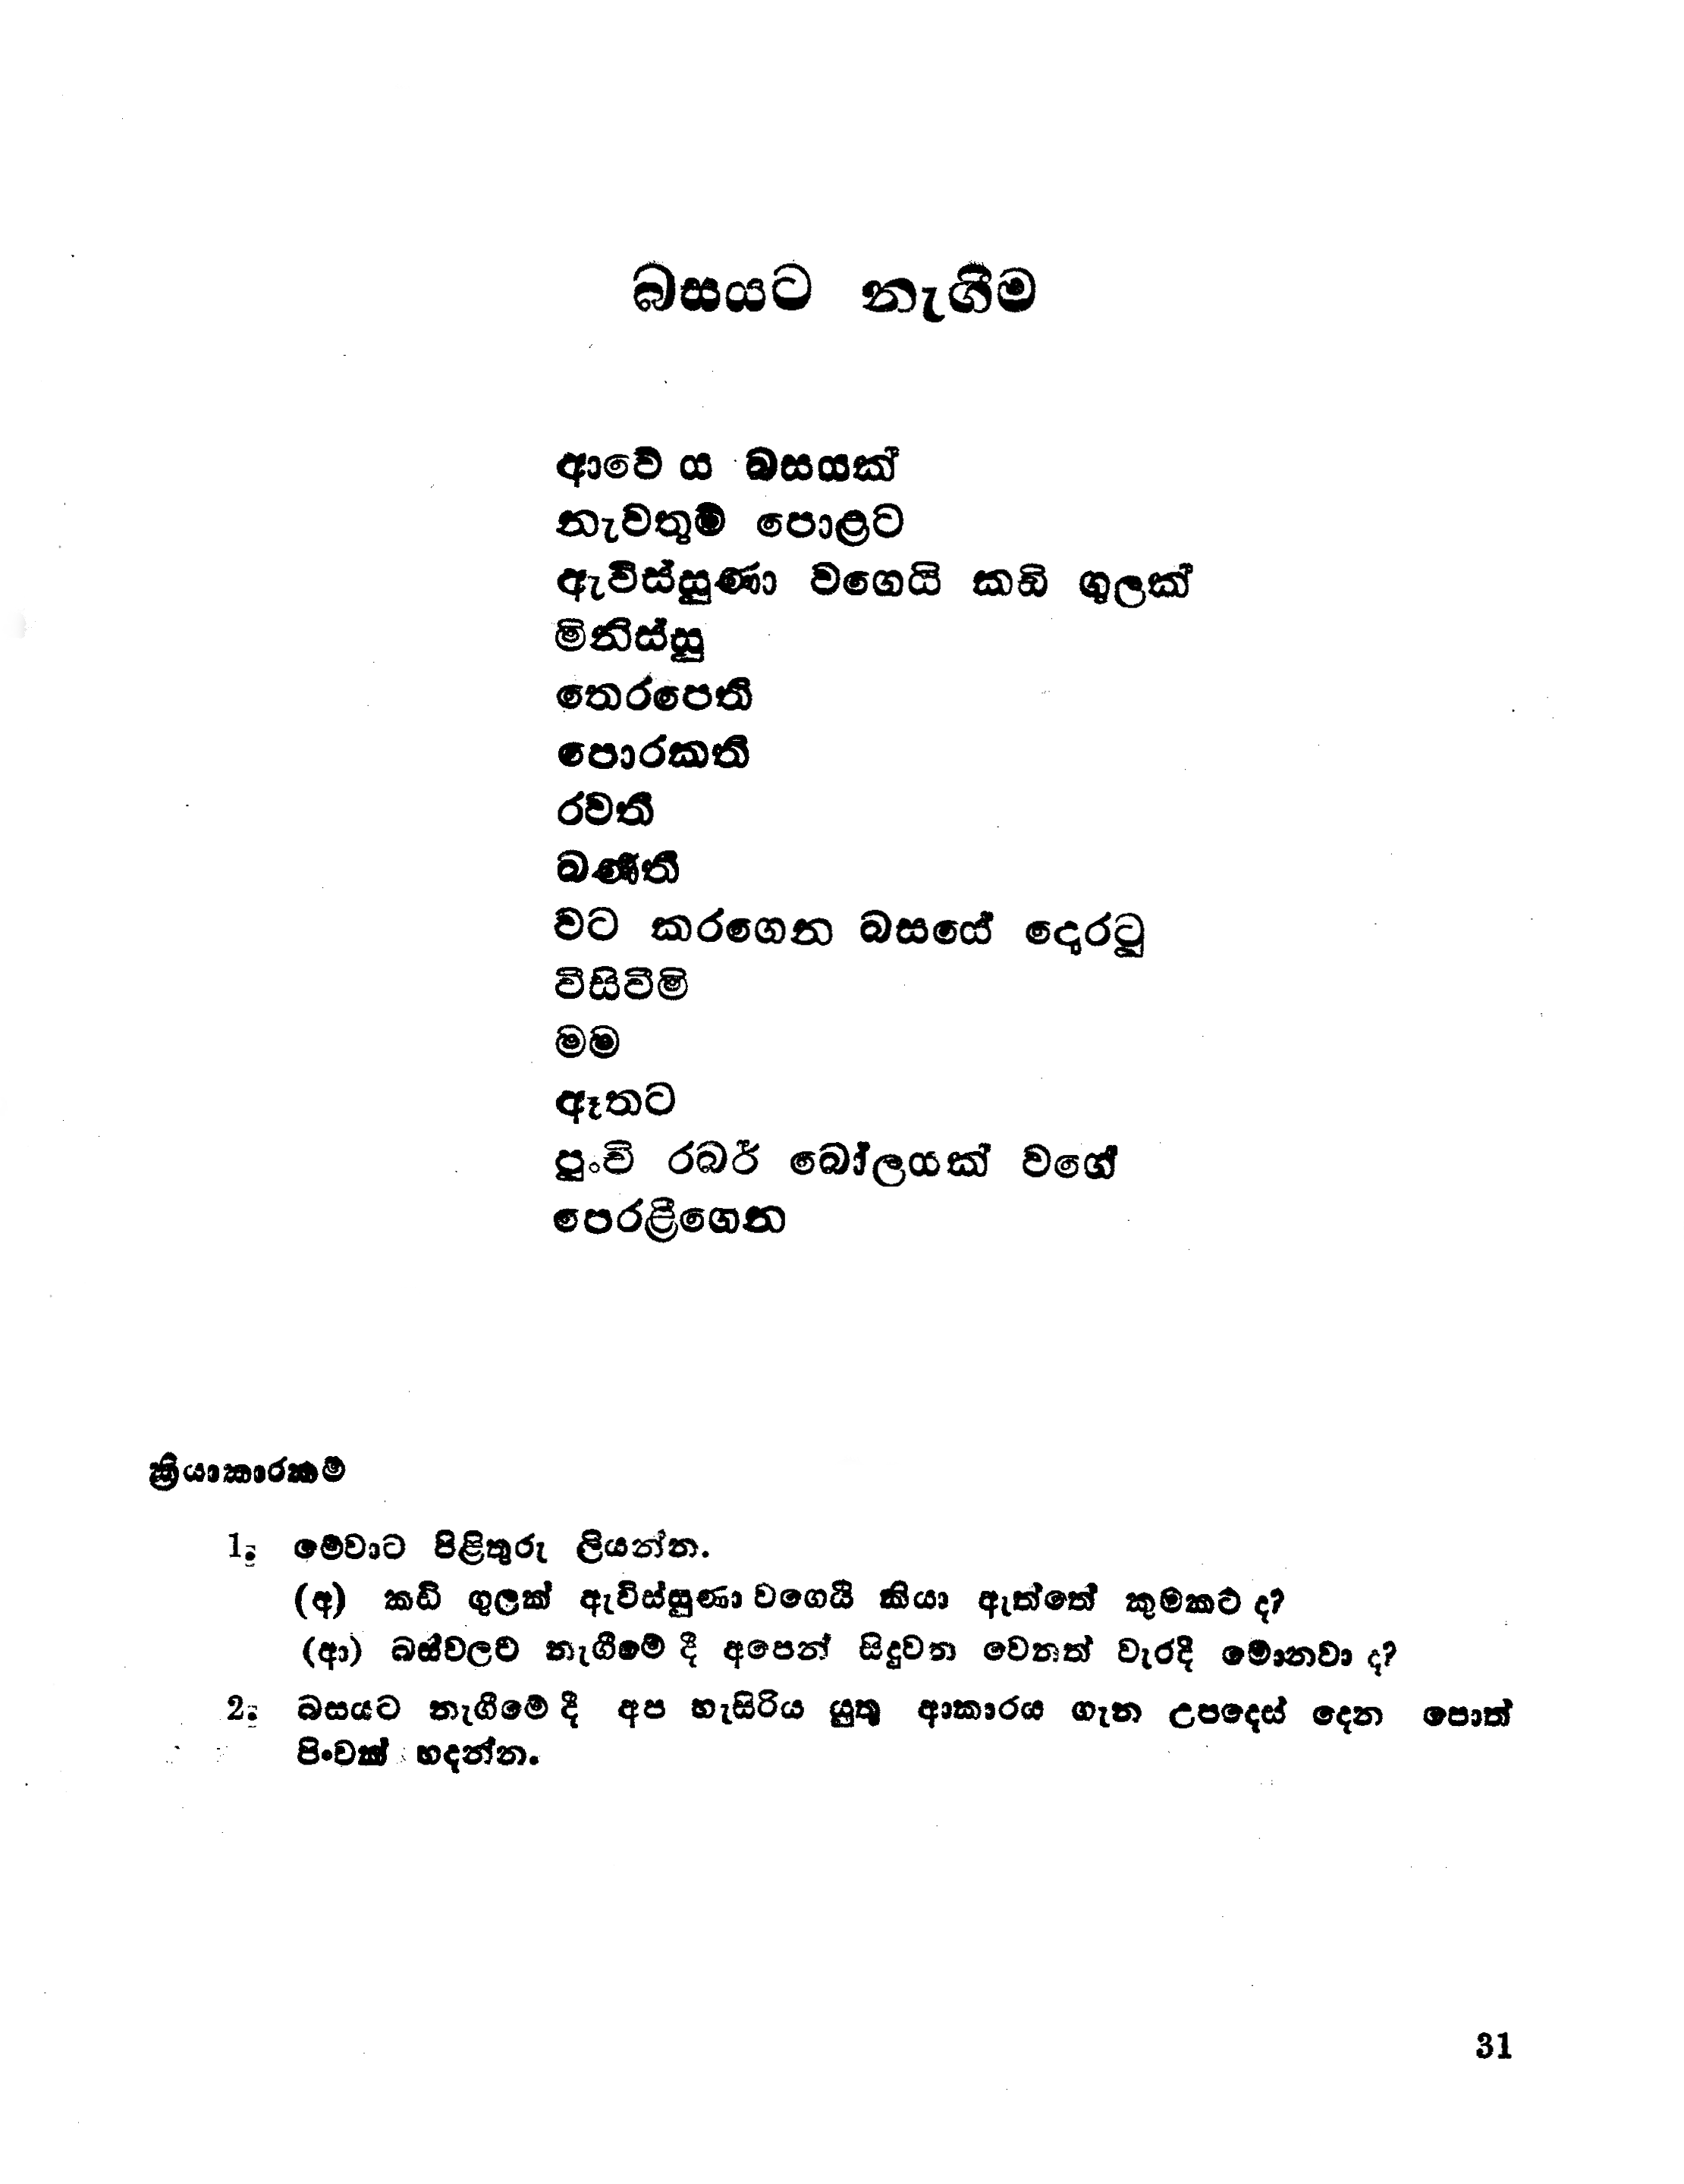 බසයට නැගීම
ආවේ ය බසයක්
නැවතුම් පොළට
ඇවිස්සුණා වගෙයි කඩි ගුලක්
මිනිස්සු
තෙරපෙති
පොරකති
රවති
බණිති
වට කරගෙන බසයේ දොරටු
විසිවීමි
මම
ඈතට
පුංචි රබර් බෝලයක් වගේ
පෙරළීගෙන
ක්‍රියාකාරකම්
1. මේවාට පිළිතුරු ලියන්න.
(අ) කඩි ගුලක් ඇවිස්සුණා වගෙයි කියා ඇත්තේ කුමකට ද?
(ආ) බස්වලට නැගීමේ දී අපෙන් සිදුවන වෙනත් වැරදි මොනවා ද?
2. බසයට නැගීමේ දී අප හැසිරිය යුතු ආකාරය ගැන උපදෙස් දෙන පොත්
පිංචක් හදන්න.
31